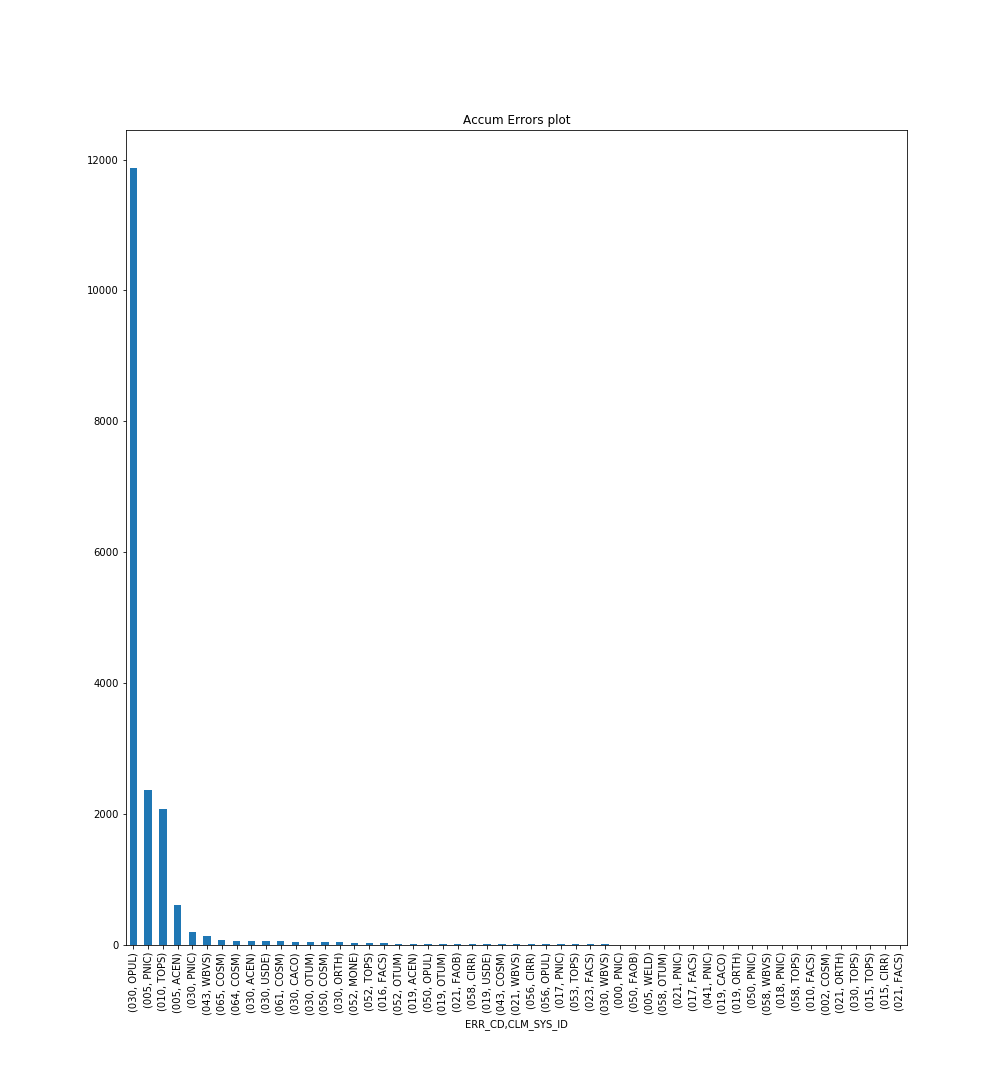 Accum Errors plot
12000
10000
8000
6000
4000
2000
0
(030, OPUL)
(005, PNIC)
(010, TOPS)
(005, ACEN)
(030, PNIC)
(043, WBVS)
(065, COSM)
(064, COSM)
(030, ACEN)
(030, USDE)
(061, COSM)
(030, CACO)
(030, OTUM)
(050, COSM)
(030, ORTH)
(052, MONE)
(052, TOPS)
(016, FACS)
(052, OTUM)
(019, ACEN)
(050, OPUL)
(019, OTUM)
(021, FAOB)
(058, CIRR)
(019, USDE)
(043, COSM)
(021, WBVS)
(056, CIRR)
(056, OPUL)
(017, PNIC)
(053, TOPS)
(023, FACS)
(030, WBVS)
(000, PNIC)
(050, FAOB)
(005, WELD)
(058, OTUM)
(021, PNIC)
(017, FACS)
(041, PNIC)
(019, CACO)
(019, ORTH)
(050, PNIC)
(058, WBVS)
(018, PNIC)
(058, TOPS)
(010, FACS)
(002, COSM)
(021, ORTH)
(030, TOPS)
(015, TOPS)
(015, CIRR)
(021, FACS)
ERR_CD,CLM_SYS_ID